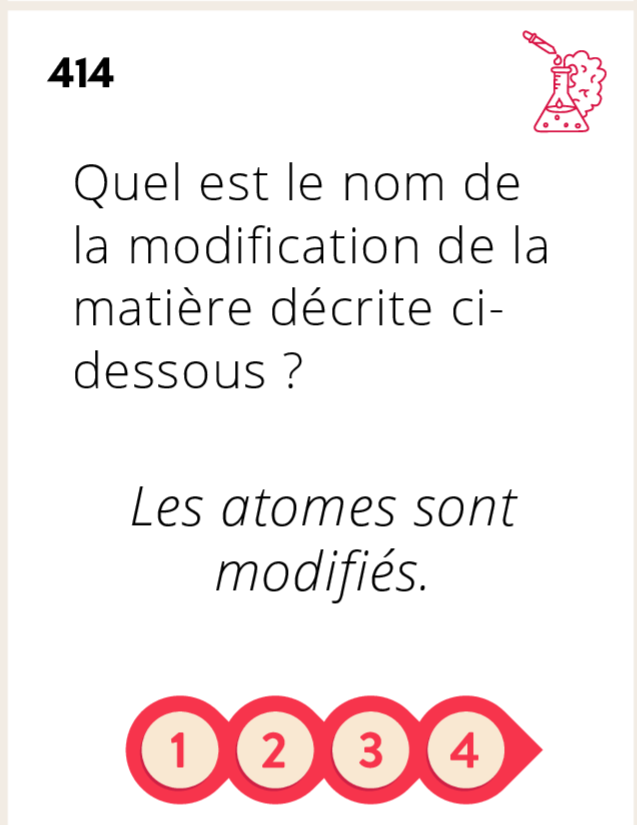 414
Quel est le nom de
la modification de la
matière décrite ci-
dessous ?
Les atomes sont
modifiés.
1 2 3 4